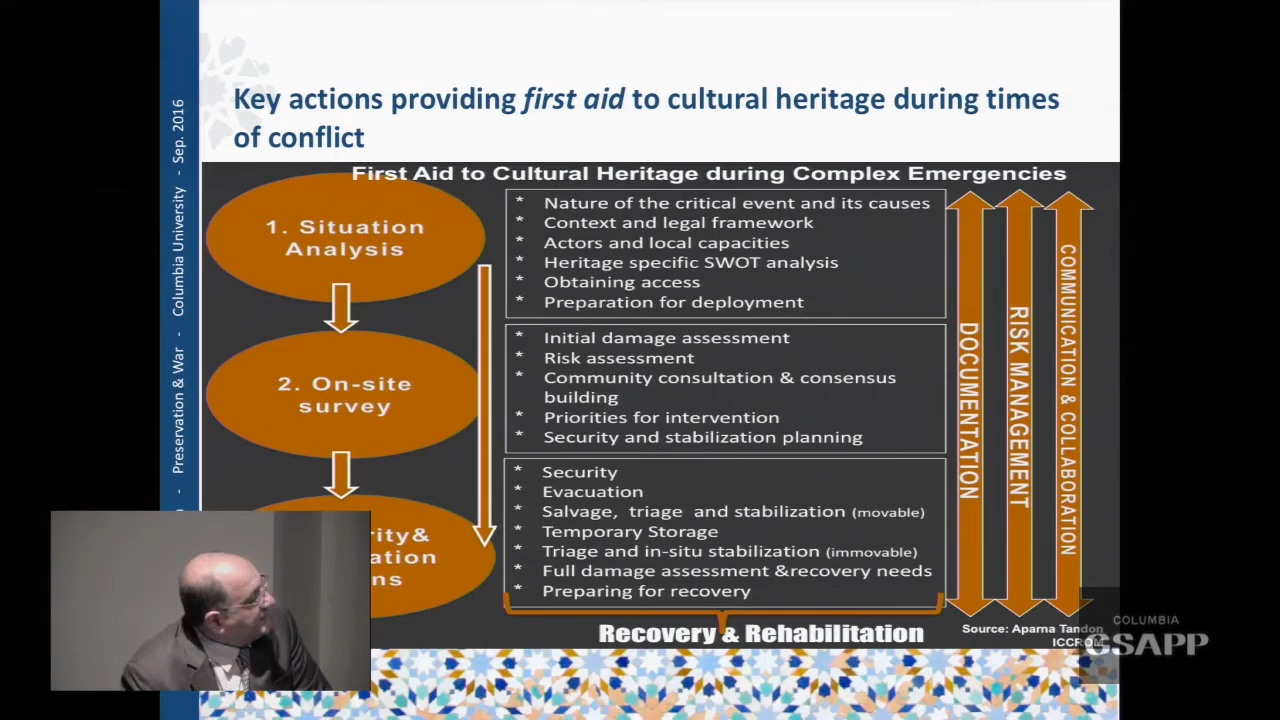 Key actions providing first aid to cultural heritage during times
of conflict
First Aid to Cultural Heritage during Complex Emergencies
1. Situation
Analysis
* Nature of the critical event and its causes
* Context and legal framework
* Actors and local capacities
* Heritage specific SWOT analysis
* Obtaining access
* Preparation for deployment
2. On-site
survey
* Initial damage assessment
* Risk assessment
* Community consultation & consensus
building
* Priorities for intervention
* Security and stabilization planning
* Security
* Evacuation
* Salvage, triage and stabilization (movable)
* Temporary Storage
* Triage and in-situ stabilization (immovable)
* Full damage assessment &recovery needs
* Preparing for recovery
DOCUMENTATION
RISK MANAGEMENT
COMMUNICATION & COLLABORATION
Recovery & Rehabilitation
Source: Aparna Tandon
ICCROM
Preservation & War - Columbia University - Sep. 2016
COLUMBIA
GSAPP